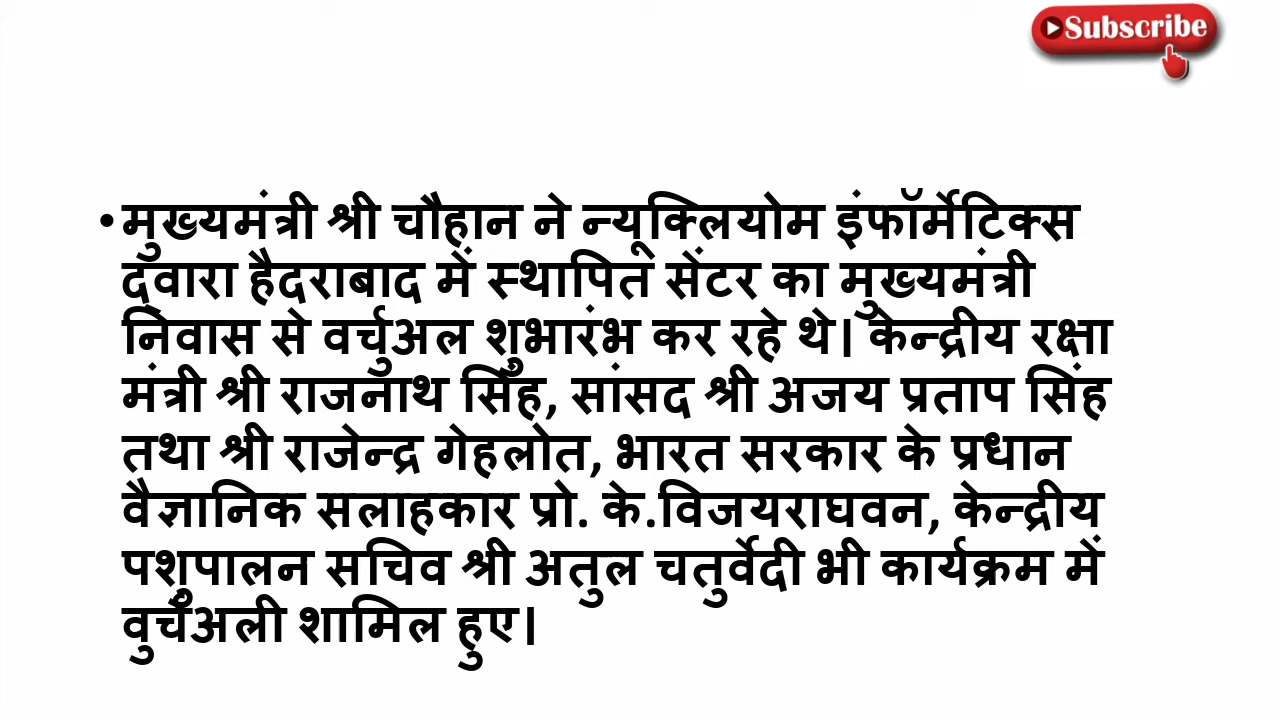 Subscribe
•मुख्यमंत्री श्री चौहान ने न्यूक्लियोम इंफॉर्मेटिक्स
द्वारा हैदराबाद में स्थापित सेंटर का मुख्यमंत्री
निवास से वर्चुअल शुभारंभ कर रहे थे। केन्द्रीय रक्षा
मंत्री श्री राजनाथ सिंह, सांसद श्री अजय प्रताप सिंह
तथा श्री राजेन्द्र गेहलोत, भारत सरकार के प्रधान
वैज्ञानिक सलाहकार प्रो. के.विजयराघवन, केन्द्रीय
पशुपालन सचिव श्री अतुल चतुर्वेदी भी कार्यक्रम में
वुर्चअली शामिल हुए।